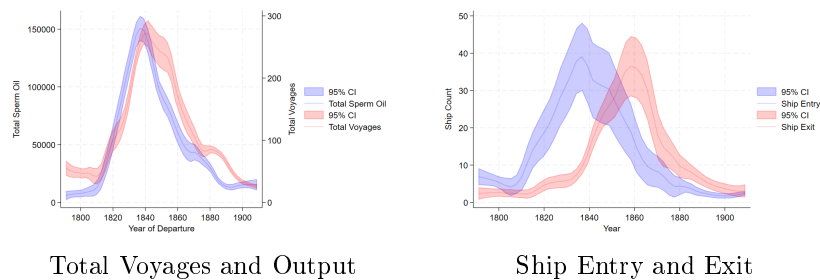 Total Sperm Oil
150000
100000
50000
0
300
200
100
0
Total Voyages
1800 1820 1840 1860 1880 1900
Year of Departure
95% CI
Total Sperm Oil
95% CI
Total Voyages
Total Voyages and Output
Ship Count
50
40
30
20
10
0
1800 1820 1840 1860 1880 1900
Year
95% CI
Ship Entry
95% CI
Ship Exit
Ship Entry and Exit